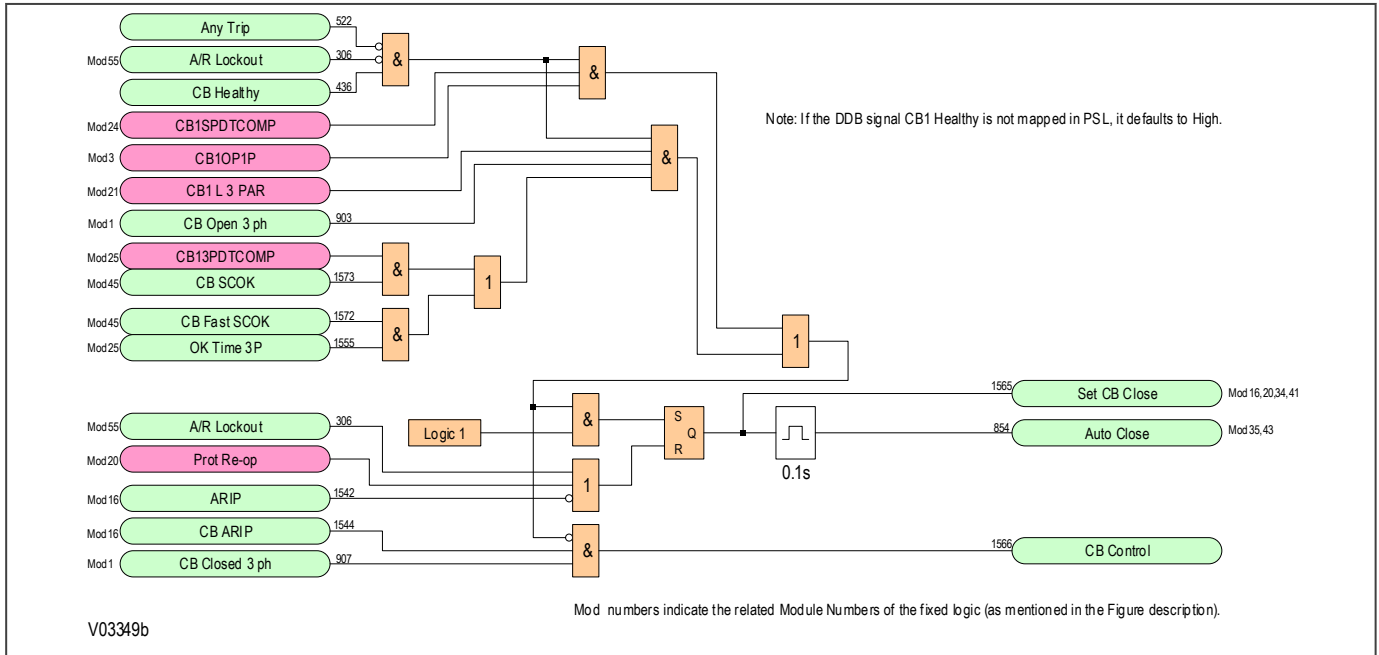 Any Trip 522
Mod 55 A/R Lockout 306 &
CB Healthy 436 &
Mod 24 CB1SPDTCOMP
Note: If the DDB signal CB1 Healthy is not mapped in PSL, it defaults to High.
Mod 3 CB1OP1P &
Mod 21 CB1 L 3 PAR
Mod 1 CB Open 3 ph 903
Mod 25 CB13PDTCOMP &
Mod 45 CB SCOK 1573 1
Mod 45 CB Fast SCOK 1572 &
Mod 25 OK Time 3P 1555 1
1565 Set CB Close Mod 16,20,34,41
Mod 55 A/R Lockout 306 Logic 1 & S Q R 854 Auto Close Mod 35,43
Mod 20 Prot Re-op 0.1s
Mod 16 ARIP 1542 1
Mod 16 CB ARIP 1544
Mod 1 CB Closed 3 ph 907 & 1566 CB Control
Mod numbers indicate the related Module Numbers of the fixed logic (as mentioned in the Figure description).
V03349b